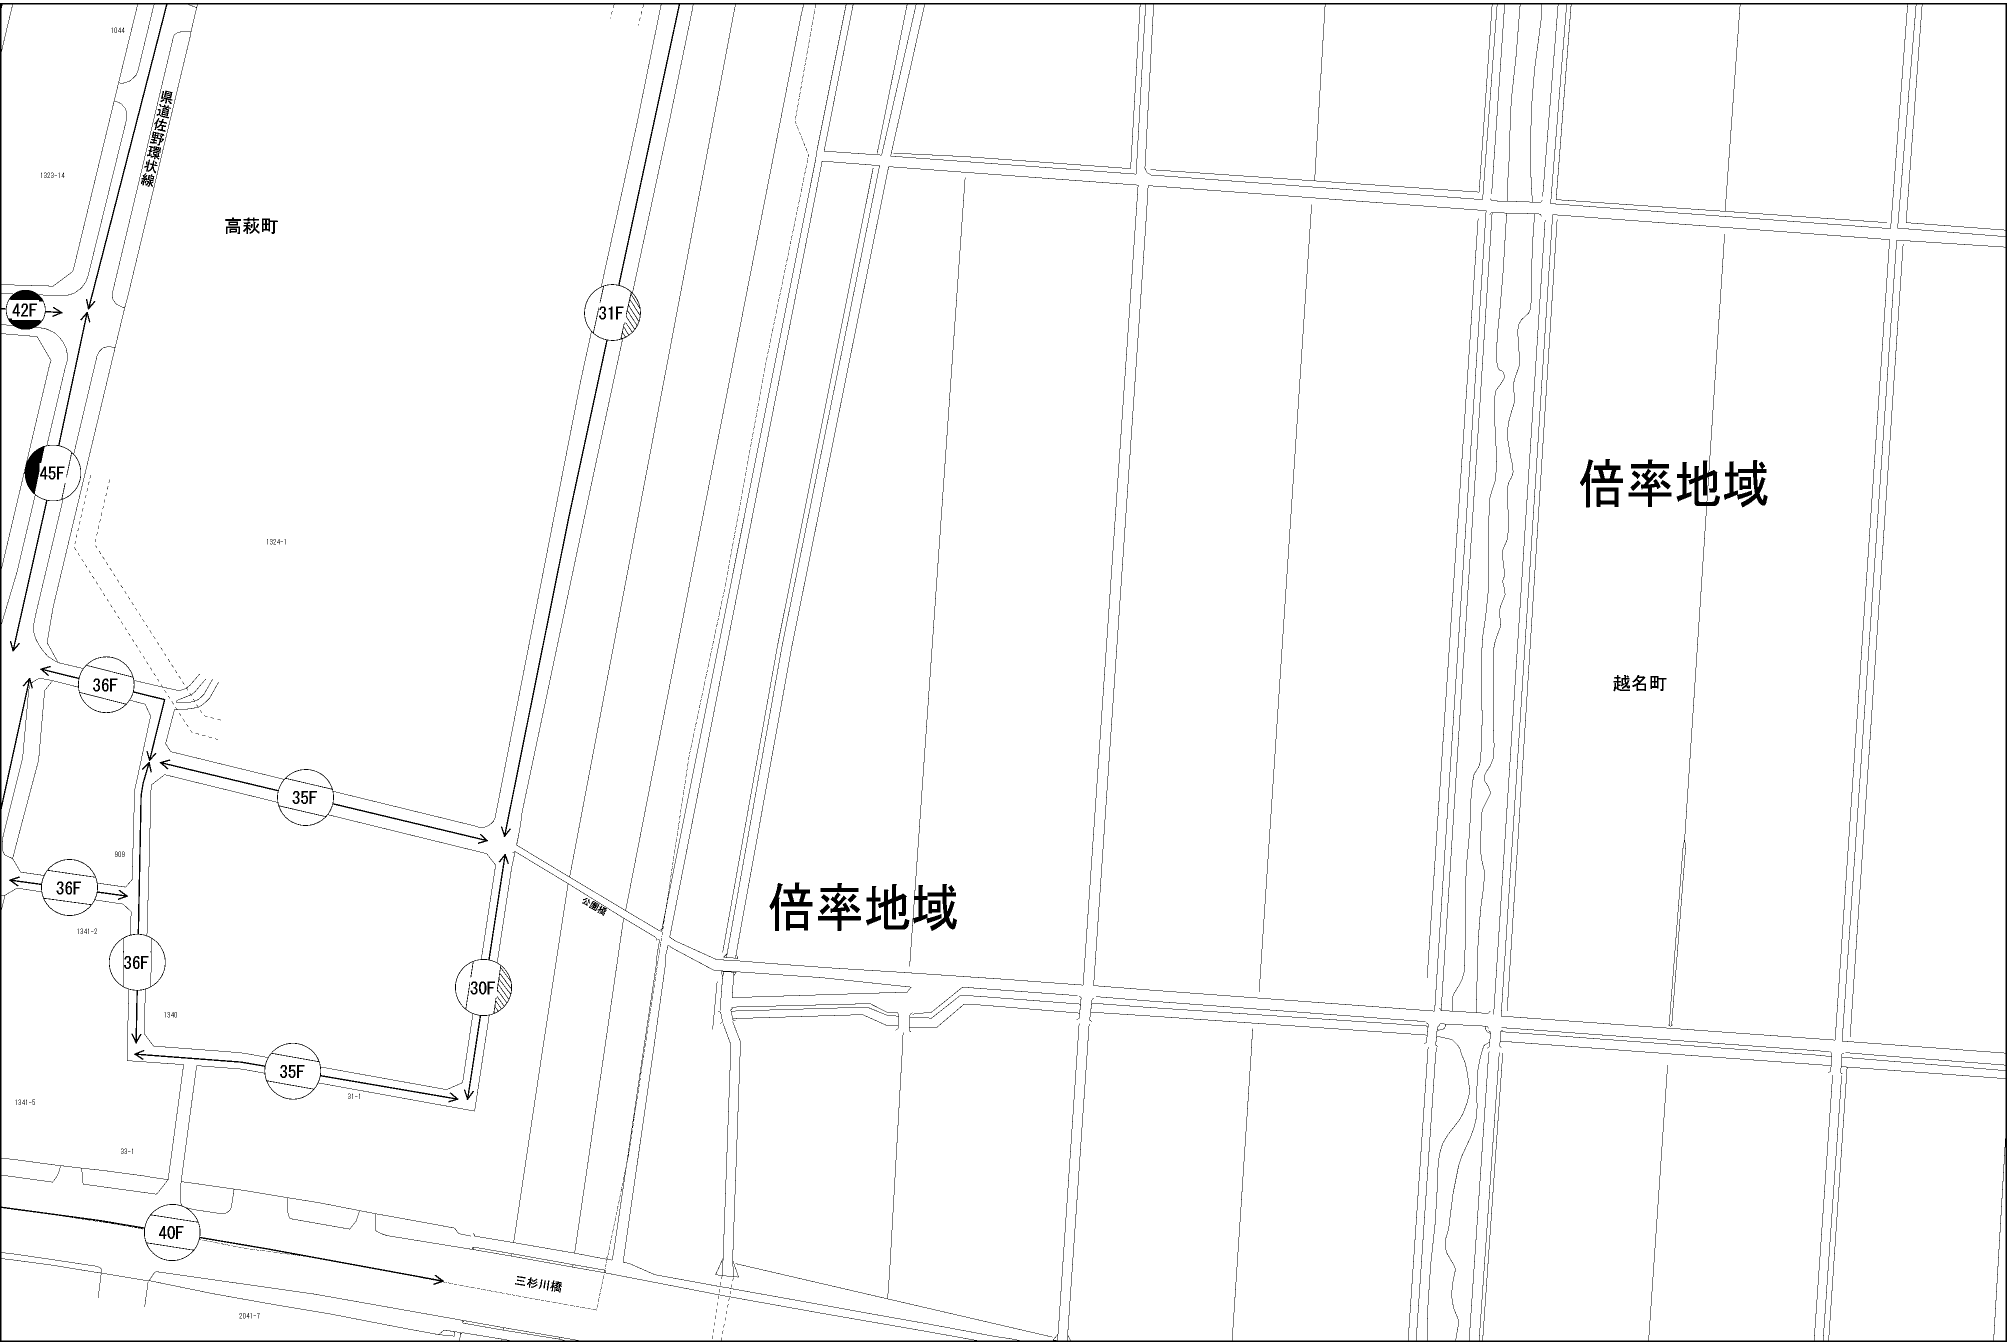 1044
県道佐野環状線
1323-14
高萩町
42F
31F
45F
倍率地域
1324-1
36F
越名町
35F
909
36F
倍率地域
公園橋
1341-2
36F
30F
1340
35F
31-1
1341-5
33-1
40F
三杉川橋
2041-7